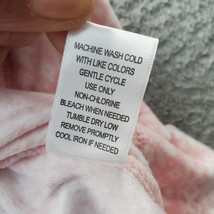 MACHINE WASH COLD
WITH LIKE COLORS
GENTLE CYCLE
USE ONLY
NON-CHLORINE
BLEACH WHEN NEEDED
TUMBLE DRY LOW
REMOVE PROMPTLY
COOL IRON IF NEEDED